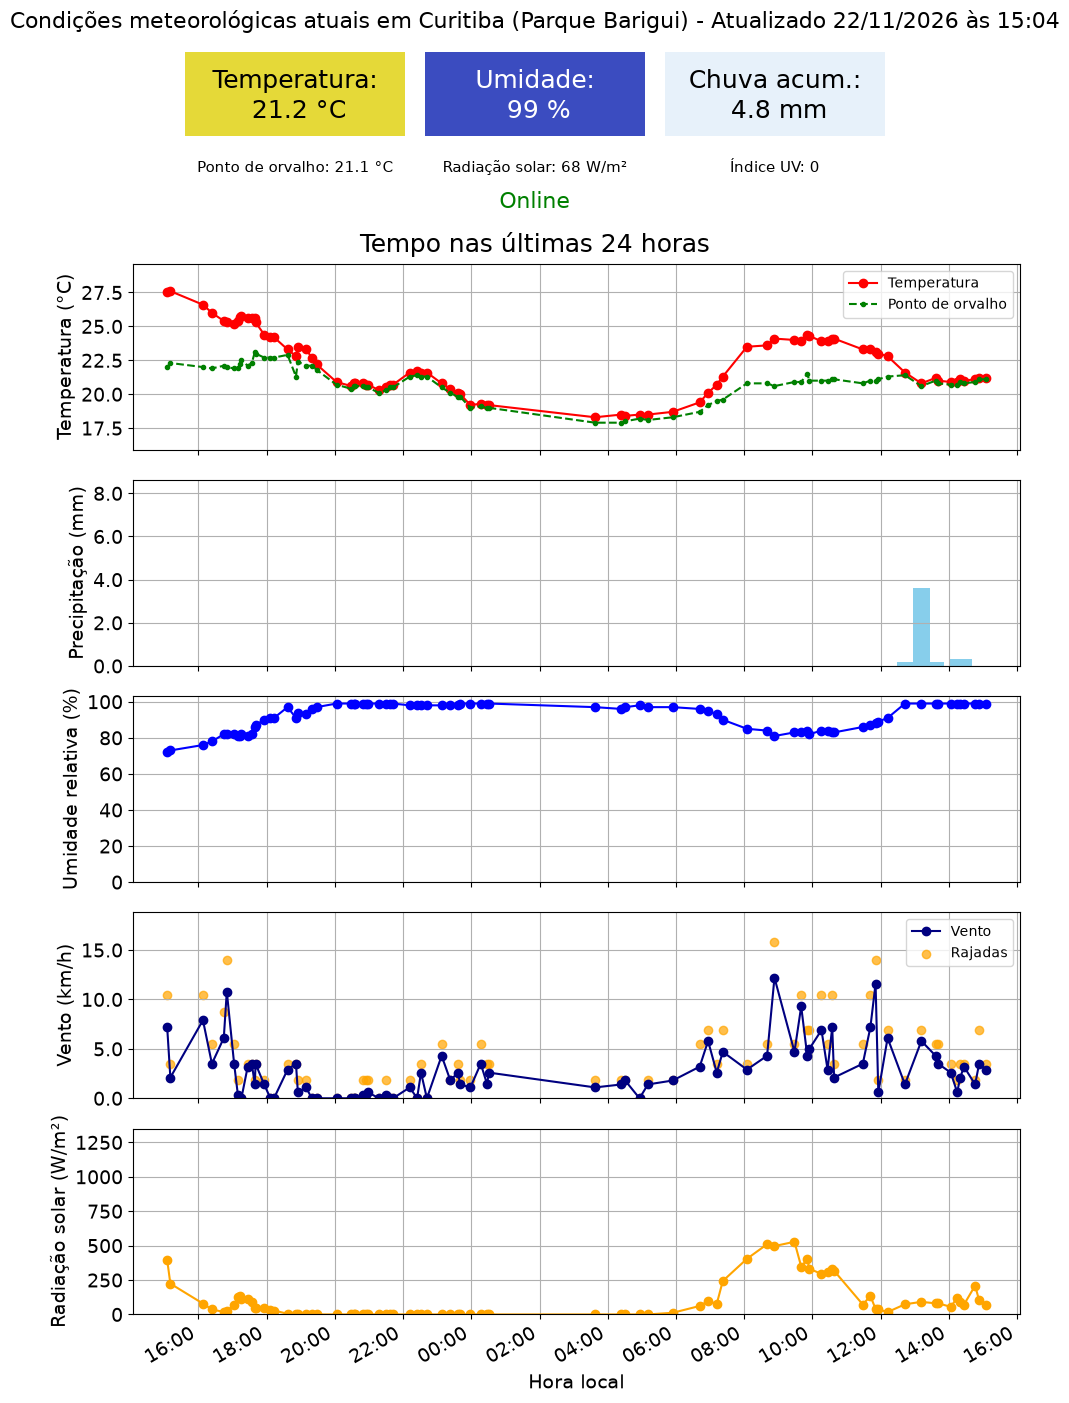 Condições meteorológicas atuais em Curitiba (Parque Barigui) - Atualizado 22/11/2026 às 15:04
Temperatura:
21.2 °C
Umidade:
99 %
Chuva acum.:
4.8 mm
Ponto de orvalho: 21.1 °C
Radiação solar: 68 W/m²
Índice UV: 0
Online
Tempo nas últimas 24 horas
Temperatura (°C)
27.5
25.0
22.5
20.0
17.5
Temperatura
Ponto de orvalho
Precipitação (mm)
8.0
6.0
4.0
2.0
0.0
Umidade relativa (%)
100
80
60
40
20
0
Vento (km/h)
15.0
10.0
5.0
0.0
Vento
Rajadas
Radiação solar (W/m²)
1250
1000
750
500
250
0
16:00
18:00
20:00
22:00
00:00
02:00
04:00
06:00
08:00
10:00
12:00
14:00
16:00
Hora local